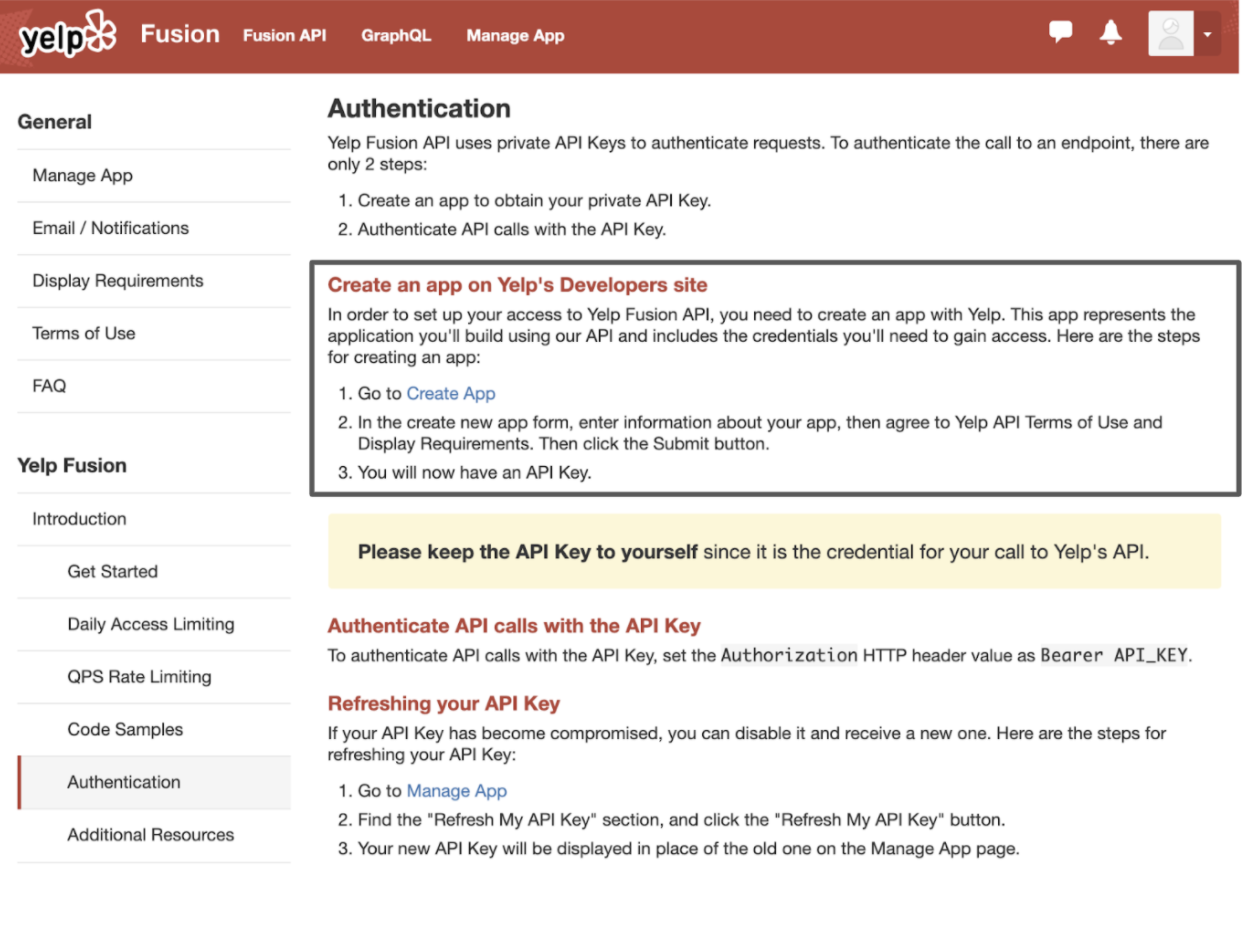 yelp Fusion Fusion API GraphQL Manage App
General
Manage App
Email / Notifications
Display Requirements
Terms of Use
FAQ
Yelp Fusion
Introduction
Get Started
Daily Access Limiting
QPS Rate Limiting
Code Samples
Authentication
Additional Resources
Authentication
Yelp Fusion API uses private API Keys to authenticate requests. To authenticate the call to an endpoint, there are
only 2 steps:
1. Create an app to obtain your private API Key.
2. Authenticate API calls with the API Key.
Create an app on Yelp's Developers site
In order to set up your access to Yelp Fusion API, you need to create an app with Yelp. This app represents the
application you'll build using our API and includes the credentials you'll need to gain access. Here are the steps
for creating an app:
1. Go to Create App
2. In the create new app form, enter information about your app, then agree to Yelp API Terms of Use and
Display Requirements. Then click the Submit button.
3. You will now have an API Key.
Please keep the API Key to yourself since it is the credential for your call to Yelp's API.
Authenticate API calls with the API Key
To authenticate API calls with the API Key, set the Authorization HTTP header value as Bearer API_KEY.
Refreshing your API Key
If your API Key has become compromised, you can disable it and receive a new one. Here are the steps for
refreshing your API Key:
1. Go to Manage App
2. Find the "Refresh My API Key" section, and click the "Refresh My API Key" button.
3. Your new API Key will be displayed in place of the old one on the Manage App page.